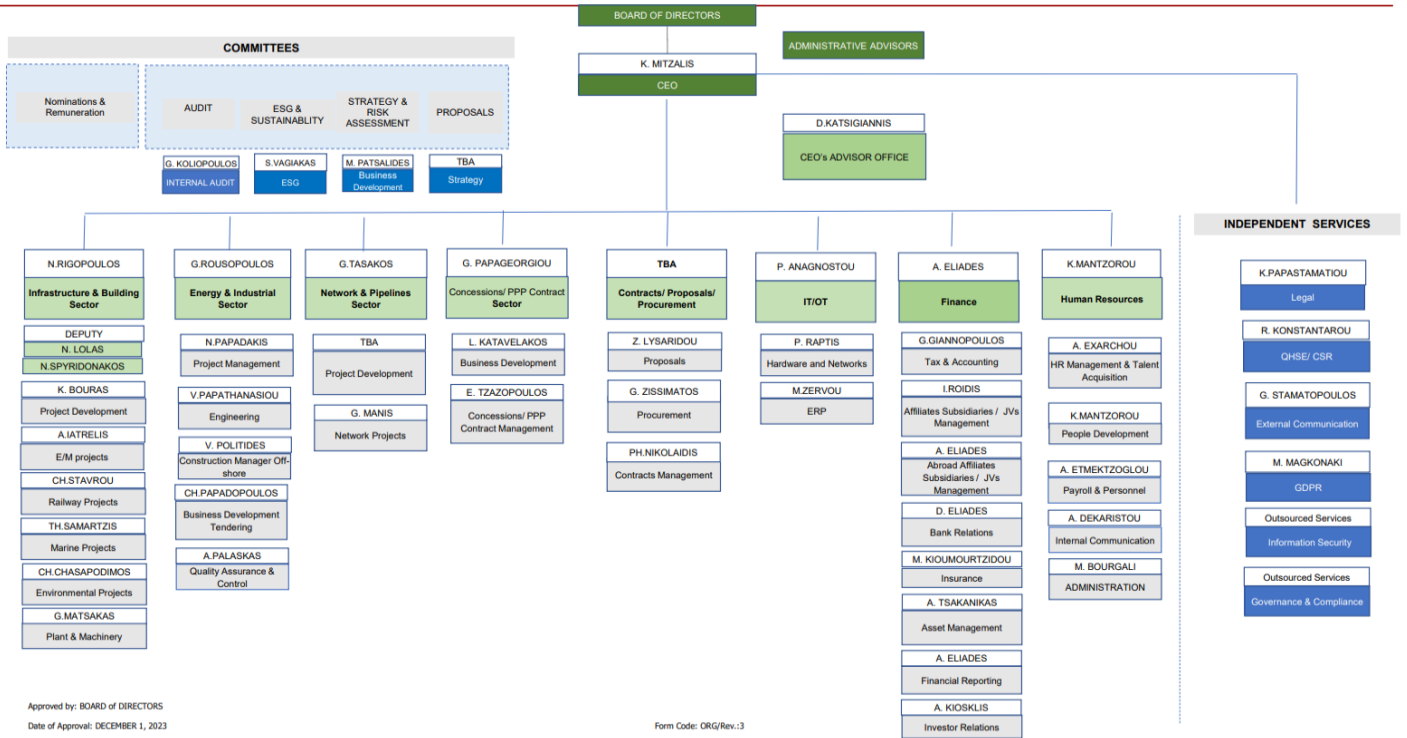 BOARD OF DIRECTORS
ADMINISTRATIVE ADVISORS
K. MITZALIS
CEO
D.KATSIGIANNIS
CEO's ADVISOR OFFICE
COMMITTEES
Nominations &
Remuneration
AUDIT
ESG &
SUSTAINABLITY
STRATEGY &
RISK
ASSESSMENT
PROPOSALS
G. KOLIOPOULOS
INTERNAL AUDIT
S.VAGIAKAS
ESG
M. PATSALIDES
Business
Development
TBA
Strategy
N.RIGOPOULOS
Infrastructure & Building
Sector
DEPUTY
N. LOLAS
N.SPYRIDONAKOS
K. BOURAS
Project Development
A.IATRELIS
E/M projects
CH.STAVROU
Railway Projects
TH.SAMARTZIS
Marine Projects
CH.CHASAPODIMOS
Environmental Projects
G.MATSAKAS
Plant & Machinery
G.ROUSOPOULOS
Energy & Industrial
Sector
N.PAPADAKIS
Project Management
V.PAPATHANASIOU
Engineering
V. POLITIDES
Construction Manager Off-
shore
CH.PAPADOPOULOS
Business Development
Tendering
A.PALASKAS
Quality Assurance &
Control
G.TASAKOS
Network & Pipelines
Sector
TBA
Project Development
G. MANIS
Network Projects
G. PAPAGEORGIOU
Concessions/ PPP Contract
Sector
L. KATAVELAKOS
Business Development
E. TZAZOPOULOS
Concessions/ PPP
Contract Management
TBA
Contracts/ Proposals/
Procurement
Z. LYSARIDOU
Proposals
G. ZISSIMATOS
Procurement
PH.NIKOLAIDIS
Contracts Management
P. ANAGNOSTOU
IT/OT
P. RAPTIS
Hardware and Networks
M.ZERVOU
ERP
A. ELIADES
Finance
G.GIANNOPOULOS
Tax & Accounting
I.ROIDIS
Affiliates Subsidiaries / JVs
Management
A. ELIADES
Abroad Affiliates
Subsidiaries / JVs
Management
D. ELIADES
Bank Relations
M. KIOUMOURTZIDOU
Insurance
A. TSAKANIKAS
Asset Management
A. ELIADES
Financial Reporting
A. KIOSKLIS
Investor Relations
K.MANTZOROU
Human Resources
A. EXARCHOU
HR Management & Talent
Acquisition
K.MANTZOROU
People Development
A. ETMEKTZOGLOU
Payroll & Personnel
A. DEKARISTOU
Internal Communication
M. BOURGALI
ADMINISTRATION
INDEPENDENT SERVICES
K.PAPASTAMATIOU
Legal
R. KONSTANTAROU
QHSE/ CSR
G. STAMATOPOULOS
External Communication
M. MAGKONAKI
GDPR
Outsourced Services
Information Security
Outsourced Services
Governance & Compliance
Approved by: BOARD of DIRECTORS
Date of Approval: DECEMBER 1, 2023
Form Code: ORG/Rev.:3